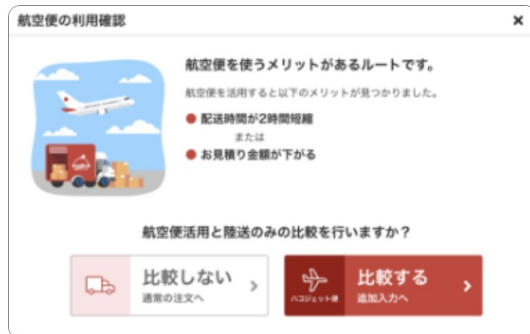 航空便の利用確認
航空便を使うメリットがあるルートです。
航空便を活用すると以下のメリットが見つかりました。
配送時間が2時間短縮
または
お見積り金額が下がる
航空便活用と陸送のみの比較を行いますか？
比較しない
通常の注文へ
ハコジェット便
比較する
追加入力へ